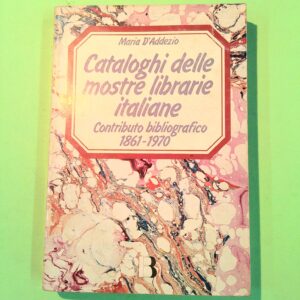 Maria D'Addezio
Cataloghi delle
mostre librarie
italiane
Contributo bibliografico
1861-1970